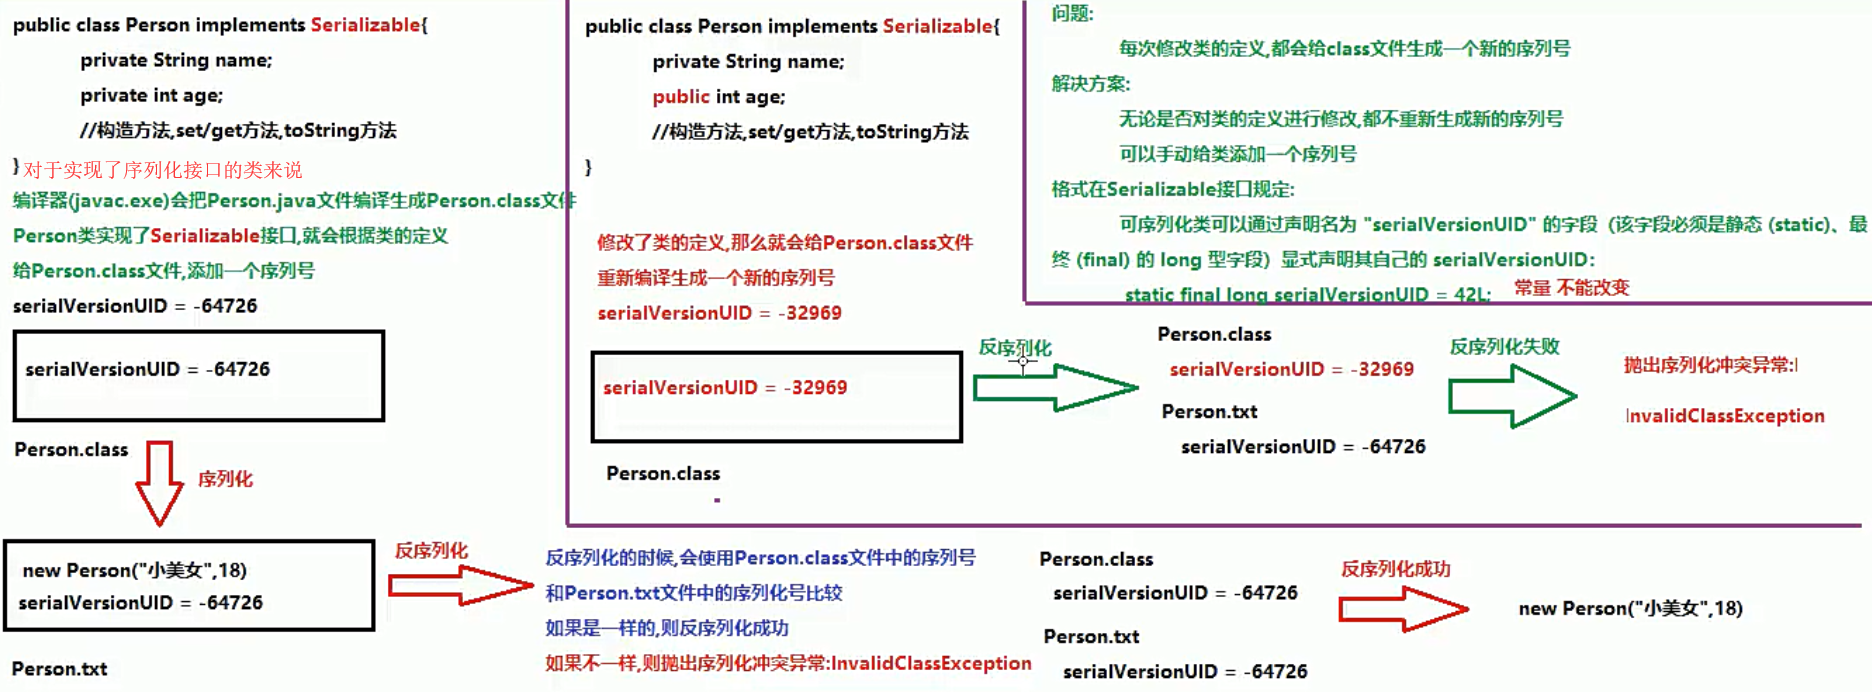 public class Person implements Serializable{
private String name;
private int age;
//构造方法,set/get方法,toString方法
}
对于实现了序列化接口的类来说
编译器(javac.exe)会把Person.java文件编译生成Person.class文件
Person类实现了Serializable接口,就会根据类的定义
给Person.class文件,添加一个序列号
serialVersionUID = -64726
serialVersionUID = -64726
Person.class
序列化
new Person("小美女",18)
serialVersionUID = -64726
Person.txt
反序列化
反序列化的时候,会使用Person.class文件中的序列号
和Person.txt文件中的序列化号比较
如果是一样的,则反序列化成功
如果不一样,则抛出序列化冲突异常:InvalidClassException
Person.class
serialVersionUID = -64726
Person.txt
serialVersionUID = -64726
反序列化成功
new Person("小美女",18)
public class Person implements Serializable{
private String name;
public int age;
//构造方法,set/get方法,toString方法
}
修改了类的定义,那么就会给Person.class文件
重新编译生成一个新的序列号
serialVersionUID = -32969
serialVersionUID = -32969
Person.class
反序列化
Person.class
serialVersionUID = -32969
Person.txt
serialVersionUID = -64726
反序列化失败
抛出序列化冲突异常:
InvalidClassException
问题:
每次修改类的定义,都会给class文件生成一个新的序列号
解决方案:
无论是否对类的定义进行修改,都不重新生成新的序列号
可以手动给类添加一个序列号
格式在Serializable接口规定:
可序列化类可以通过声明名为 "serialVersionUID" 的字段（该字段必须是静态 (static)、最
终 (final) 的 long 型字段）显式声明其自己的 serialVersionUID：
static final long serialVersionUID = 42L; 常量 不能改变